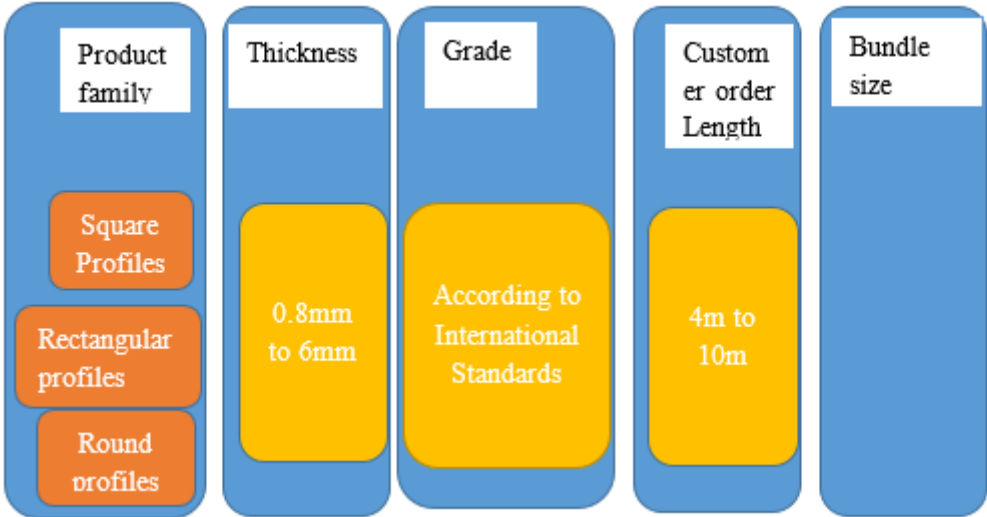 Product
family
Thickness
Grade
Custom
er order
Length
Bundle
size
Square
Profiles
Rectangular
profiles
Round
profiles
0.8mm
to 6mm
According to
International
Standards
4m to
10m